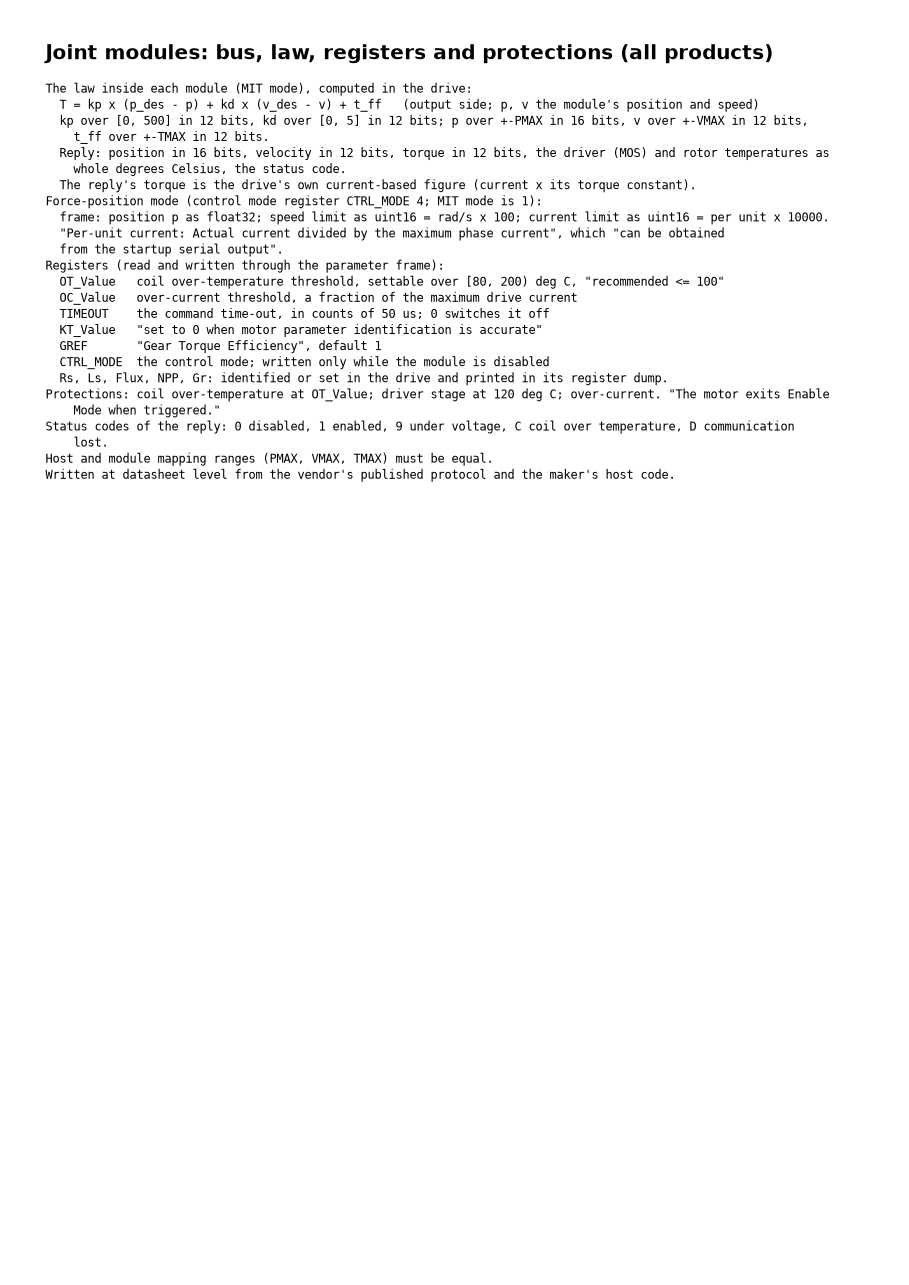 Joint modules: bus, law, registers and protections (all products)
The law inside each module (MIT mode), computed in the drive:
T = kp x (p_des - p) + kd x (v_des - v) + t_ff   (output side; p, v the module's position and speed)
kp over [0, 500] in 12 bits, kd over [0, 5] in 12 bits; p over +-PMAX in 16 bits, v over +-VMAX in 12 bits,
t_ff over +-TMAX in 12 bits.
Reply: position in 16 bits, velocity in 12 bits, torque in 12 bits, the driver (MOS) and rotor temperatures as
whole degrees Celsius, the status code.
The reply's torque is the drive's own current-based figure (current x its torque constant).
Force-position mode (control mode register CTRL_MODE 4; MIT mode is 1):
frame: position p as float32; speed limit as uint16 = rad/s x 100; current limit as uint16 = per unit x 10000.
"Per-unit current: Actual current divided by the maximum phase current", which "can be obtained
from the startup serial output".
Registers (read and written through the parameter frame):
OT_Value   coil over-temperature threshold, settable over [80, 200) deg C, "recommended <= 100"
OC_Value   over-current threshold, a fraction of the maximum drive current
TIMEOUT    the command time-out, in counts of 50 us; 0 switches it off
KT_Value   "set to 0 when motor parameter identification is accurate"
GREF       "Gear Torque Efficiency", default 1
CTRL_MODE  the control mode; written only while the module is disabled
Rs, Ls, Flux, NPP, Gr: identified or set in the drive and printed in its register dump.
Protections: coil over-temperature at OT_Value; driver stage at 120 deg C; over-current. "The motor exits Enable
Mode when triggered."
Status codes of the reply: 0 disabled, 1 enabled, 9 under voltage, C coil over temperature, D communication
lost.
Host and module mapping ranges (PMAX, VMAX, TMAX) must be equal.
Written at datasheet level from the vendor's published protocol and the maker's host code.